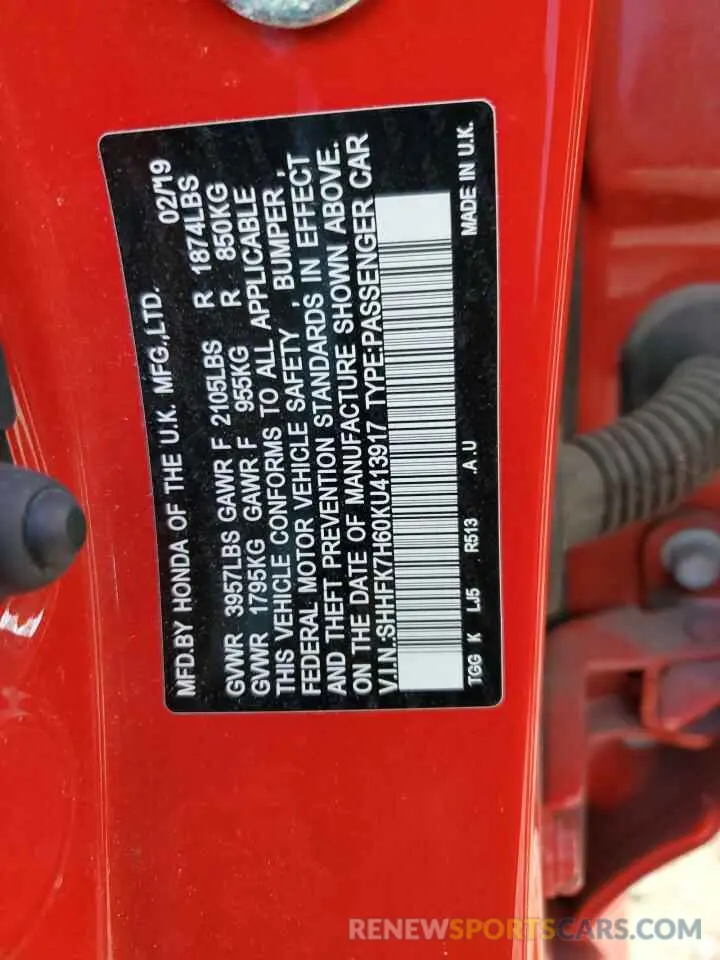 MFD.BY HONDA OF THE U.K. MFG.,LTD. 02/19
GVWR 3957LBS GAWR F 2105LBS R 1874LBS
GVWR 1795KG GAWR F 955KG R 850KG
THIS VEHICLE CONFORMS TO ALL APPLICABLE
FEDERAL MOTOR VEHICLE SAFETY , BUMPER ,
AND THEFT PREVENTION STANDARDS IN EFFECT
ON THE DATE OF MANUFACTURE SHOWN ABOVE.
V.I.N.:SHHFK7H60KU413917 TYPE:PASSENGER CAR
TGG K LJ5 R513 .A .U MADE IN U.K.
RENEWSPORTSCARS.COM